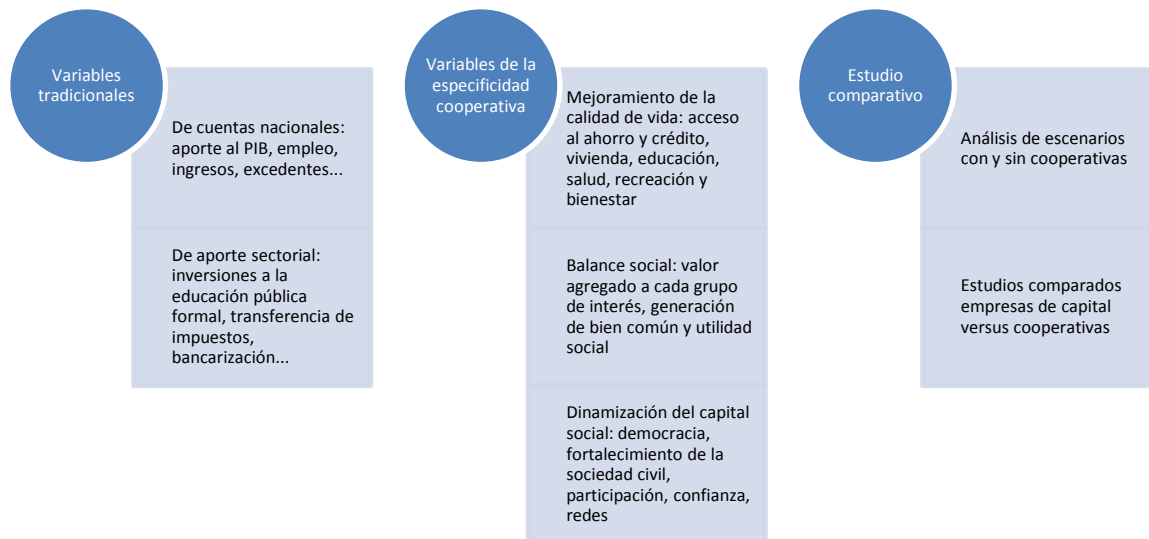 Variables
tradicionales
De cuentas nacionales:
aporte al PIB, empleo,
ingresos, excedentes...
De aporte sectorial:
inversiones a la
educación pública
formal, transferencia de
impuestos,
bancarización...
Variables de la
especificidad
cooperativa
Mejoramiento de la
calidad de vida: acceso
al ahorro y crédito,
vivienda, educación,
salud, recreación y
bienestar
Balance social: valor
agregado a cada grupo
de interés, generación
de bien común y utilidad
social
Dinamización del capital
social: democracia,
fortalecimiento de la
sociedad civil,
participación, confianza,
redes
Estudio
comparativo
Análisis de escenarios
con y sin cooperativas
Estudios comparados
empresas de capital
versus cooperativas